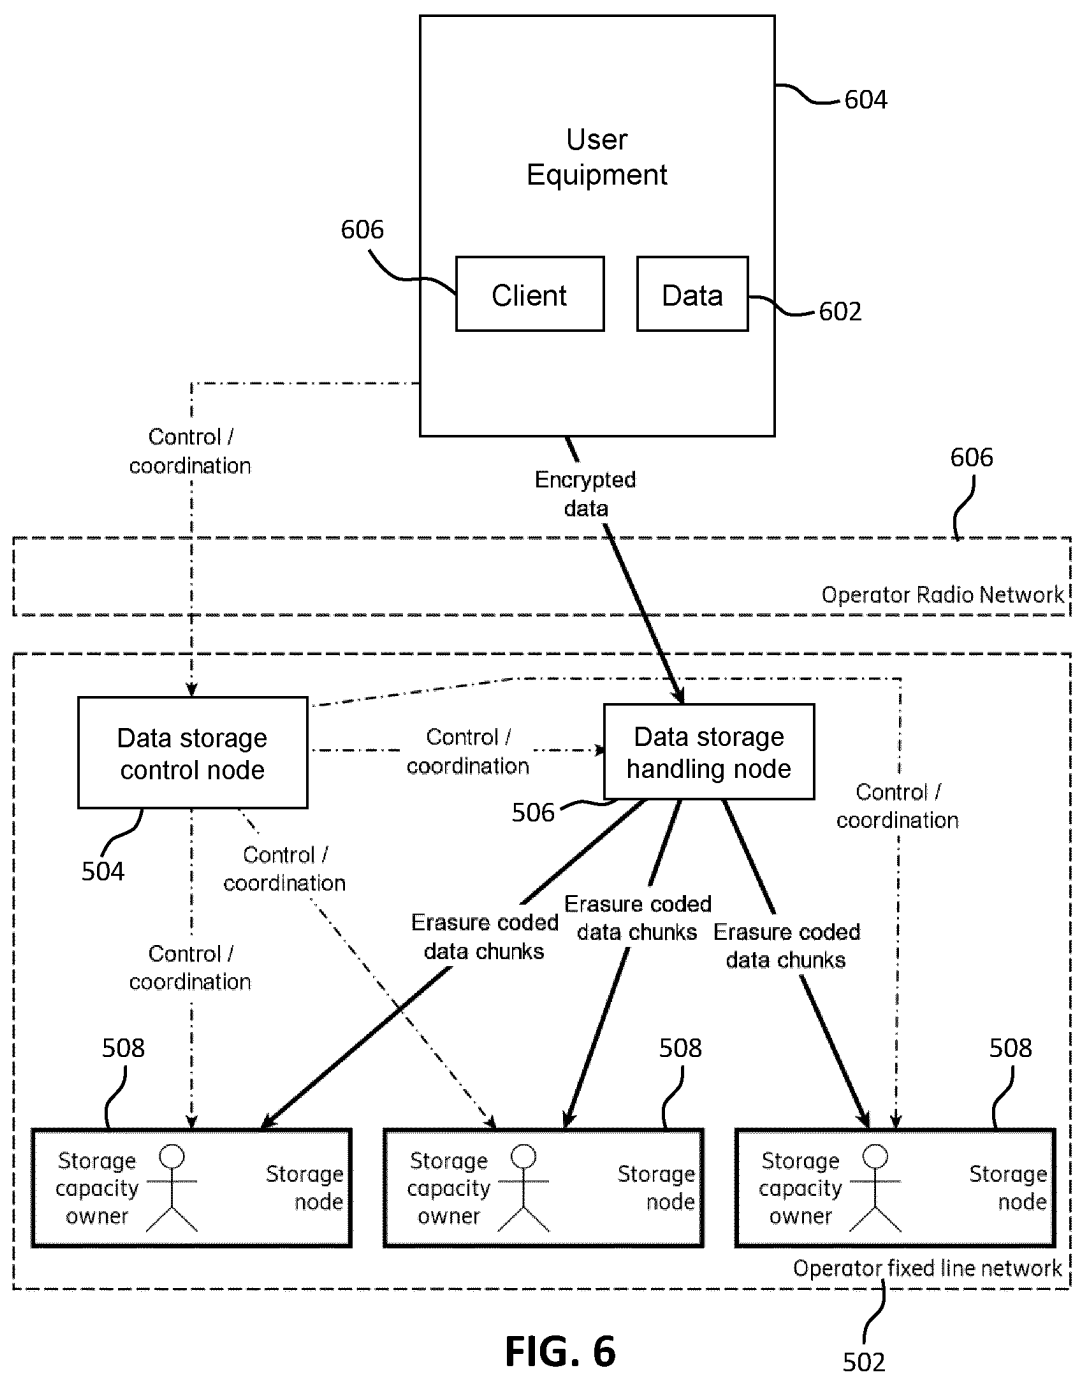 604
User
Equipment
606
Client
Data
602
Control /
coordination
Encrypted
data
606
Operator Radio Network
Data storage
control node
Control /
coordination
Data storage
handling node
506
Control /
coordination
504
Control /
coordination
Erasure coded
data chunks
Erasure coded
data chunks
Erasure coded
data chunks
Control /
coordination
508
508
508
Storage
capacity
owner
Storage
node
Storage
capacity
owner
Storage
node
Storage
capacity
owner
Storage
node
Operator fixed line network
502
FIG. 6